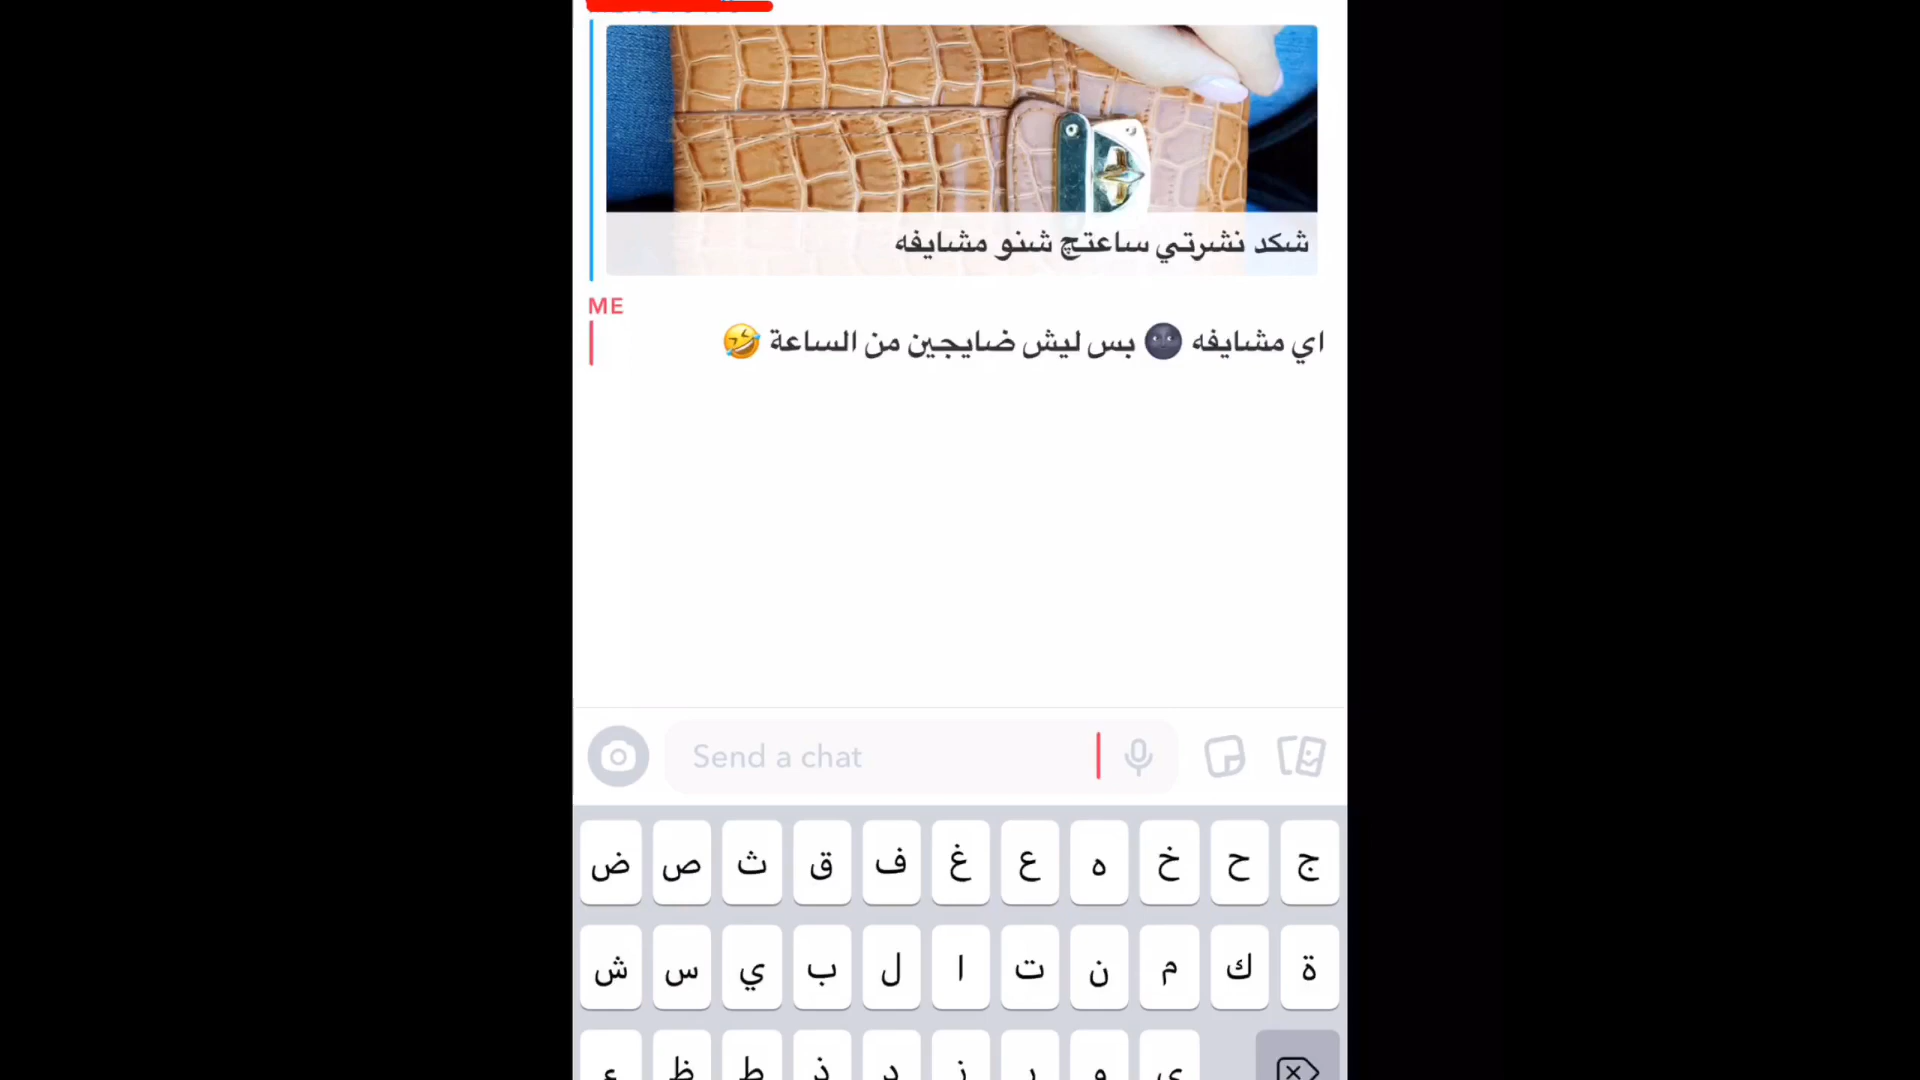 شكد نشرتي ساعتچ شنو مشايفه
ME
اي مشايفه 🌚 بس ليش ضايجين من الساعة 🤣
Send a chat
ض ص ث ق ف غ ع ه خ ح ج
ش س ي ب ل ا ت ن م ك ة
ء ظ ط ذ د ز ر و ى